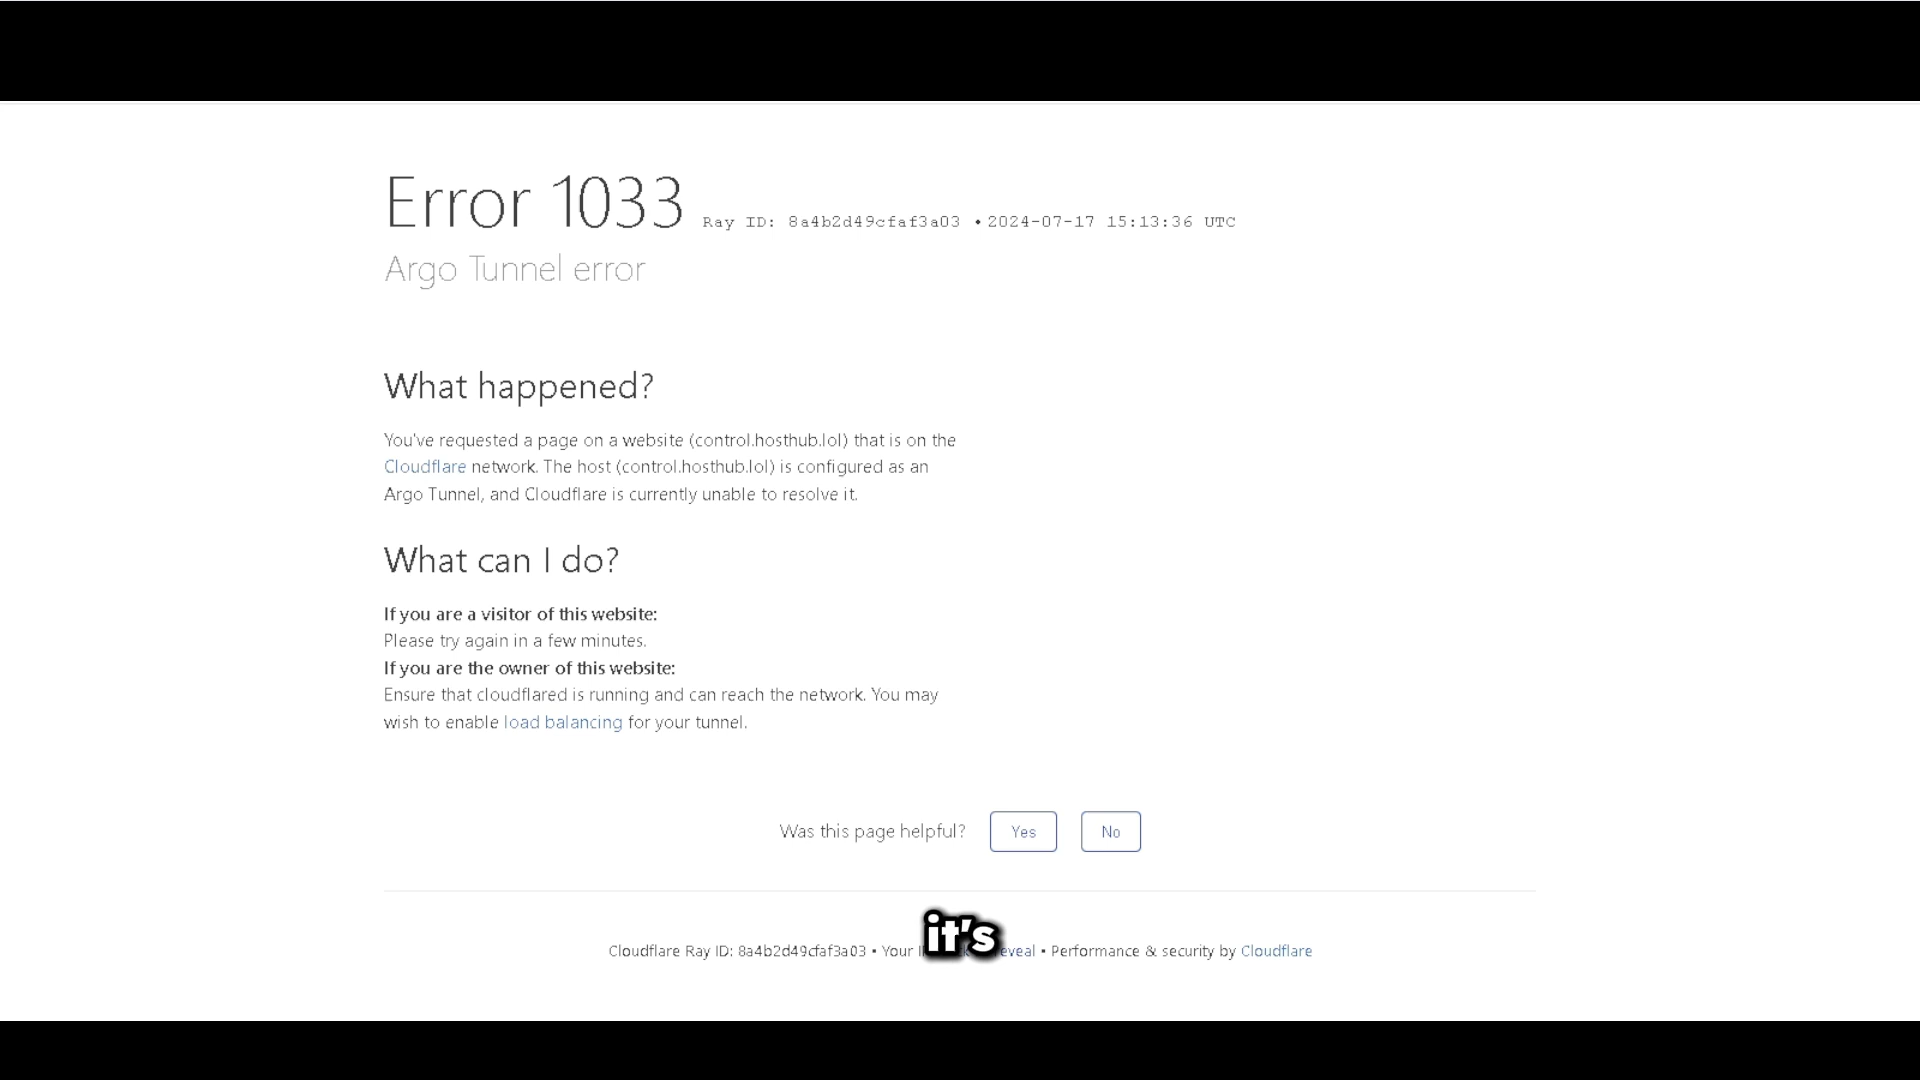 Error 1033 Ray ID: 8a4b2d49cfaf3a03 • 2024-07-17 15:13:36 UTC
Argo Tunnel error
What happened?
You've requested a page on a website (control.hosthub.lol) that is on the
Cloudflare network. The host (control.hosthub.lol) is configured as an
Argo Tunnel, and Cloudflare is currently unable to resolve it.
What can I do?
If you are a visitor of this website:
Please try again in a few minutes.
If you are the owner of this website:
Ensure that cloudflared is running and can reach the network. You may
wish to enable load balancing for your tunnel.
Was this page helpful? Yes No
it's
Cloudflare Ray ID: 8a4b2d49cfaf3a03 • Your • Performance & security by Cloudflare